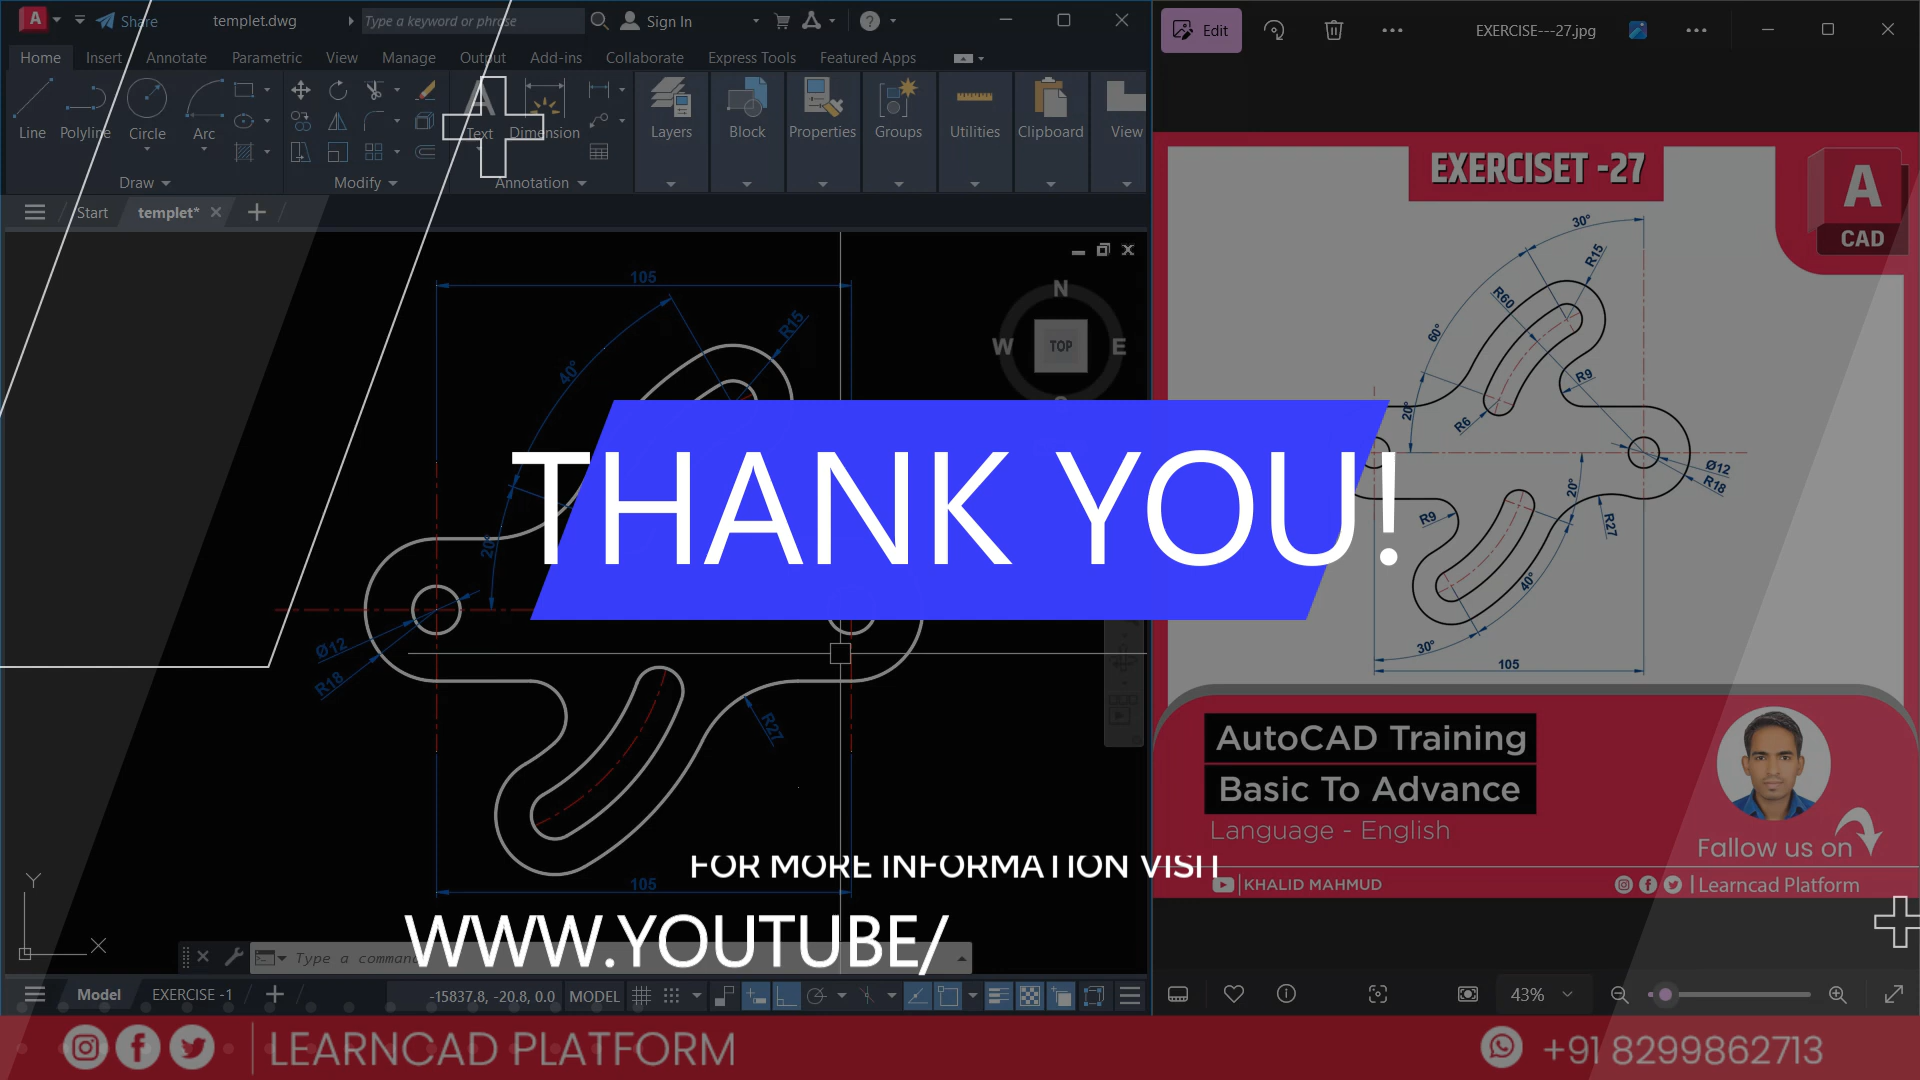 Share
templet.dwg
Type a keyword or phrase
Sign In
Home Insert Annotate Parametric View Manage Output Add-ins Collaborate Express Tools Featured Apps
Line Polyline Circle Arc
Text Dimension
Layers Block Properties Groups Utilities Clipboard View
Draw Modify Annotation
Start templet*
105
40°
R15
20°
Ø12
R18
R27
105
N
W TOP E
Y
X
Type a comman
Model EXERCISE -1
-15837.8, -20.8, 0.0 MODEL
THANK YOU!
FOR MORE INFORMATION VISIT
WWW.YOUTUBE/
Edit
EXERCISE---27.jpg
EXERCISET -27
A
CAD
30°
R15
R60
60°
R9
20°
R6
Ø12
R18
20°
R9
R27
40°
30°
105
AutoCAD Training
Basic To Advance
Language - English
Fallow us on
KHALID MAHMUD
Learncad Platform
43%
LEARNCAD PLATFORM
+91 8299862713